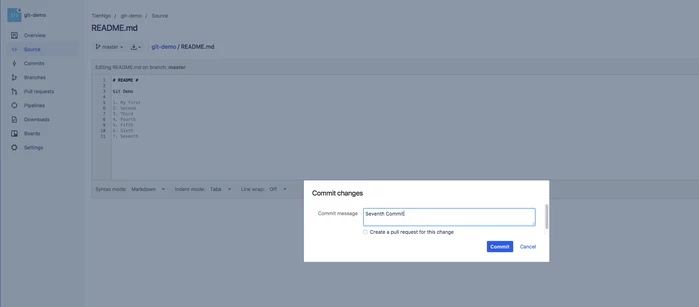 git-demo
Overview
Source
Commits
Branches
Pull requests
Pipelines
Downloads
Boards
Settings
TienNgo / git-demo / Source
README.md
master
git-demo / README.md
Editing README.md on branch: master
1 # README #
2
3 Git Demo
4
5 1. My First
6 2. Second
7 3. Third
8 4. Fourth
9 5. Fifth
10 6. Sixth
11 7. Seventh
Syntax mode: Markdown Indent mode: Tabs Line wrap: Off
Commit changes
Commit message Seventh Commit
Create a pull request for this change
Commit Cancel